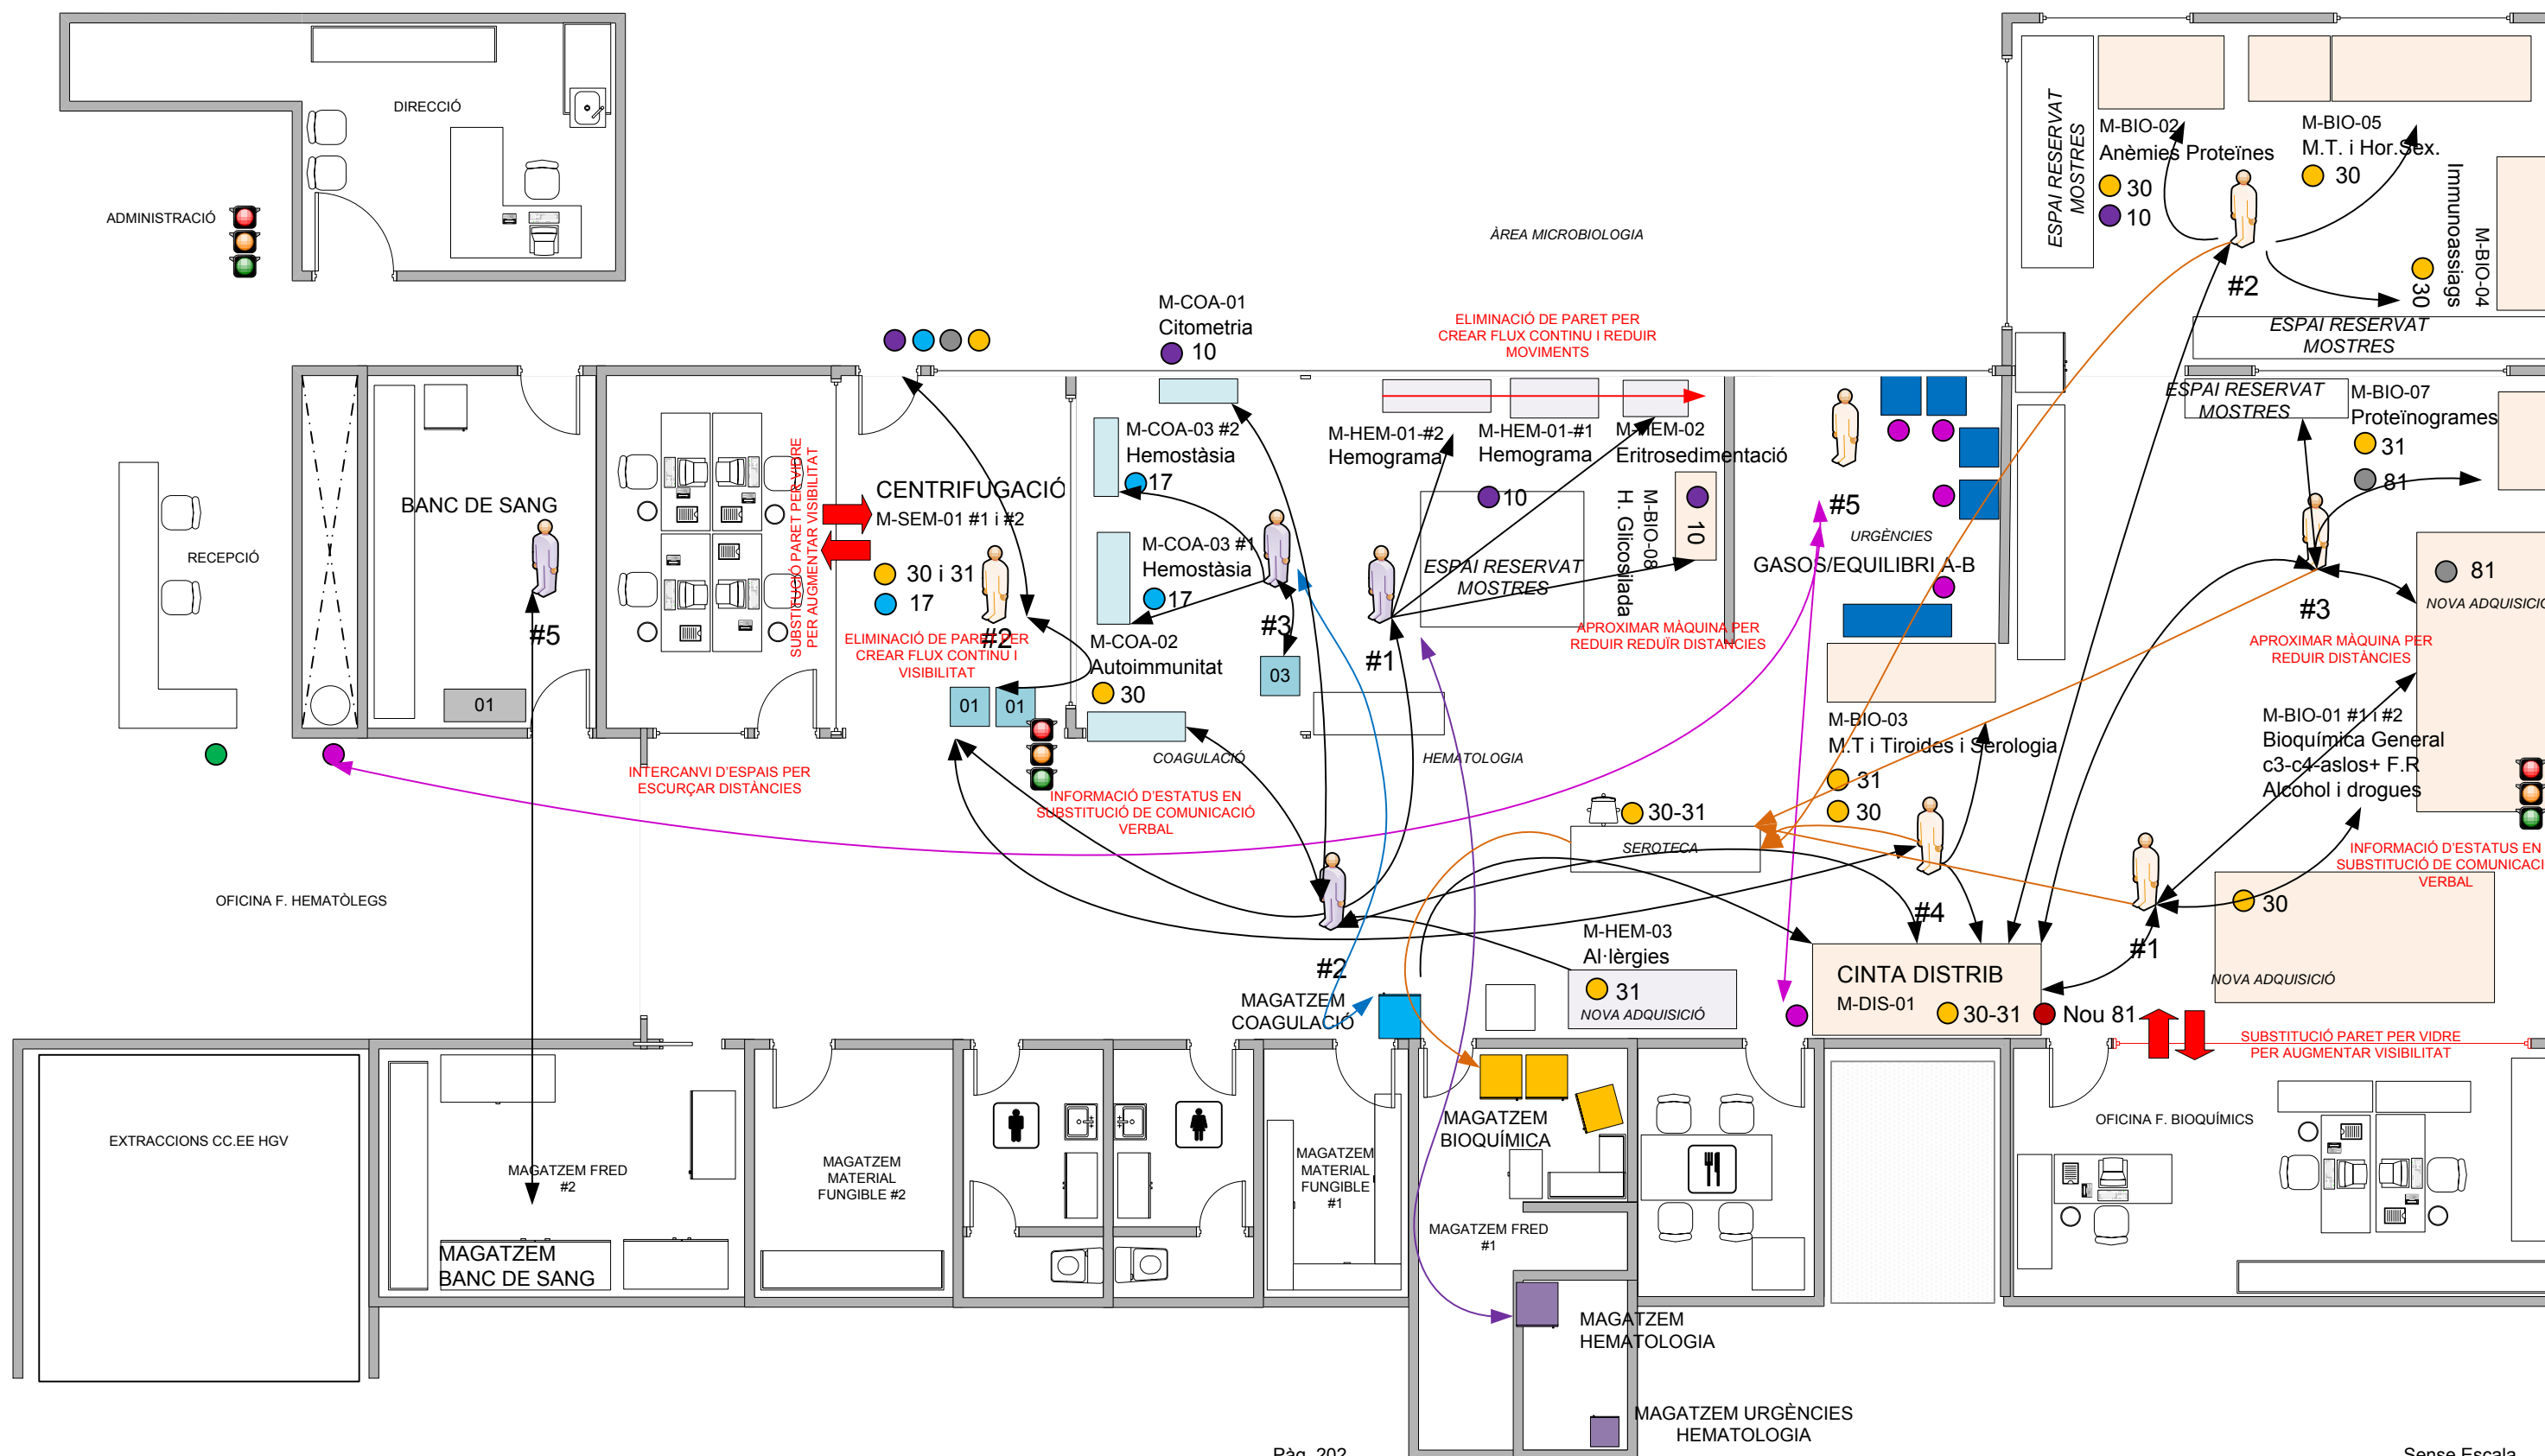 DIRECCIÓ
ADMINISTRACIÓ
ÀREA MICROBIOLOGIA
ESPAI RESERVAT
MOSTRES
M-BIO-02
Anèmies Proteïnes
30
10
M-BIO-05
M.T. i Hor.Sex.
30
M-BIO-04
Immunoassiags
30
#2
ESPAI RESERVAT
MOSTRES
M-COA-01
Citometria
10
ELIMINACIÓ DE PARET PER
CREAR FLUX CONTINU I REDUIR
MOVIMENTS
ESPAI RESERVAT
MOSTRES
M-BIO-07
Proteïnogrames
31
81
RECEPCIÓ
BANC DE SANG
#5
01
SUBSTITUCIÓ PARET PER VIDRE
PER AUGMENTAR VISIBILITAT
CENTRIFUGACIÓ
M-SEM-01 #1 i #2
30 i 31
17
#2
ELIMINACIÓ DE PARET PER
CREAR FLUX CONTINU I
VISIBILITAT
01
01
M-COA-03 #2
Hemostàsia
17
M-COA-03 #1
Hemostàsia
17
M-COA-02
Autoimmunitat
30
#3
03
COAGULACIÓ
M-HEM-01-#2
Hemograma
M-HEM-01-#1
Hemograma
10
M-HEM-02
Eritrosedimentació
M-BIO-08
H. Glicosilada
10
ESPAI RESERVAT
MOSTRES
#1
APROXIMAR MÀQUINA PER
REDUIR REDUÏR DISTANCIES
HEMATOLOGIA
#5
URGÈNCIES
GASOS/EQUILIBRI A-B
#3
81
NOVA ADQUISICIÓ
APROXIMAR MÀQUINA PER
REDUIR DISTÀNCIES
M-BIO-03
M.T i Tiroides i Serologia
31
30
M-BIO-01 #1 i #2
Bioquímica General
c3-c4-aslos+ F.R
Alcohol i drogues
INTERCANVI D'ESPAIS PER
ESCURÇAR DISTÀNCIES
INFORMACIÓ D'ESTATUS EN
SUBSTITUCIÓ DE COMUNICACIÓ
VERBAL
30-31
SEROTECA
INFORMACIÓ D'ESTATUS EN
SUBSTITUCIÓ DE COMUNICACI
VERBAL
OFICINA F. HEMATÒLEGS
#2
#4
#1
30
NOVA ADQUISICIÓ
M-HEM-03
Al·lèrgies
31
NOVA ADQUISICIÓ
CINTA DISTRIB
M-DIS-01
30-31
Nou 81
MAGATZEM
COAGULACIÓ
SUBSTITUCIÓ PARET PER VIDRE
PER AUGMENTAR VISIBILITAT
EXTRACCIONS CC.EE HGV
MAGATZEM FRED
#2
MAGATZEM
BANC DE SANG
MAGATZEM
MATERIAL
FUNGIBLE #2
MAGATZEM
MATERIAL
FUNGIBLE
#1
MAGATZEM
BIOQUÍMICA
MAGATZEM FRED
#1
OFICINA F. BIOQUÍMICS
MAGATZEM
HEMATOLOGIA
MAGATZEM URGÈNCIES
HEMATOLOGIA
Pàg. 202
Sense Escala